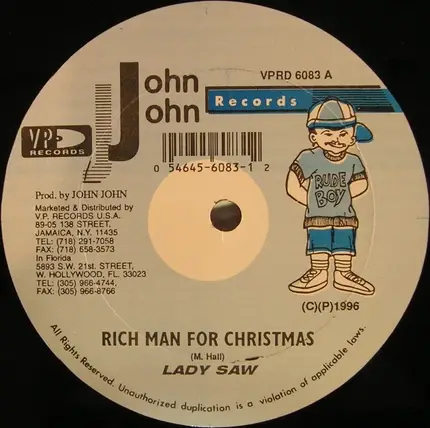 John
John
Records
VPRD 6083 A
VP
RECORDS
0 54645-6083-1 2
RUDE
BOY
Prod. by JOHN JOHN
Marketed & Distributed by
V.P. RECORDS U.S.A.
89-05 138 STREET,
JAMAICA, N.Y. 11435
TEL: (718) 291-7058
FAX: (718) 658-3573
In Florida
5893 S.W. 21st. STREET,
W. HOLLYWOOD, FL. 33023
TEL: (305) 966-4744,
FAX: (305) 966-8766
(C)(P)1996
RICH MAN FOR CHRISTMAS
(M. Hall)
LADY SAW
All Rights Reserved. Unauthorized duplication is a violation of applicable laws.